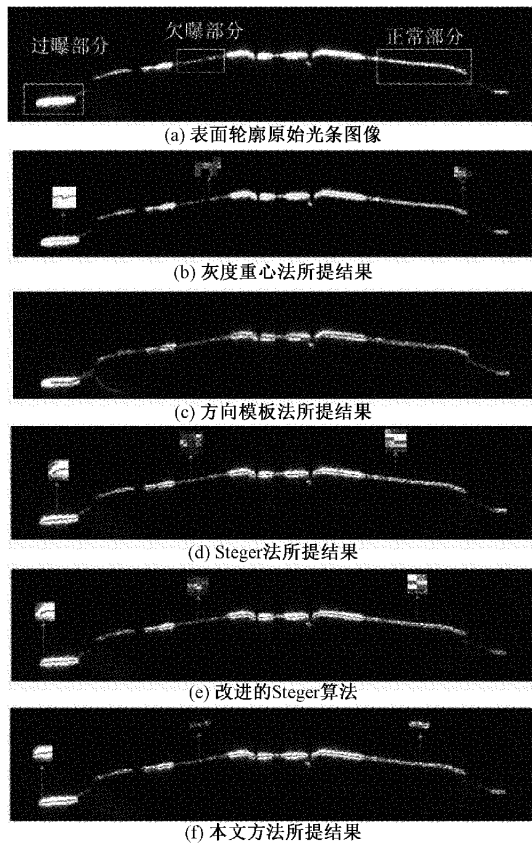 过曝部分
欠曝部分
正常部分
(a) 表面轮廓原始光条图像
(b) 灰度重心法所提结果
(c) 方向模板法所提结果
(d) Steger法所提结果
(e) 改进的Steger算法
(f) 本文方法所提结果